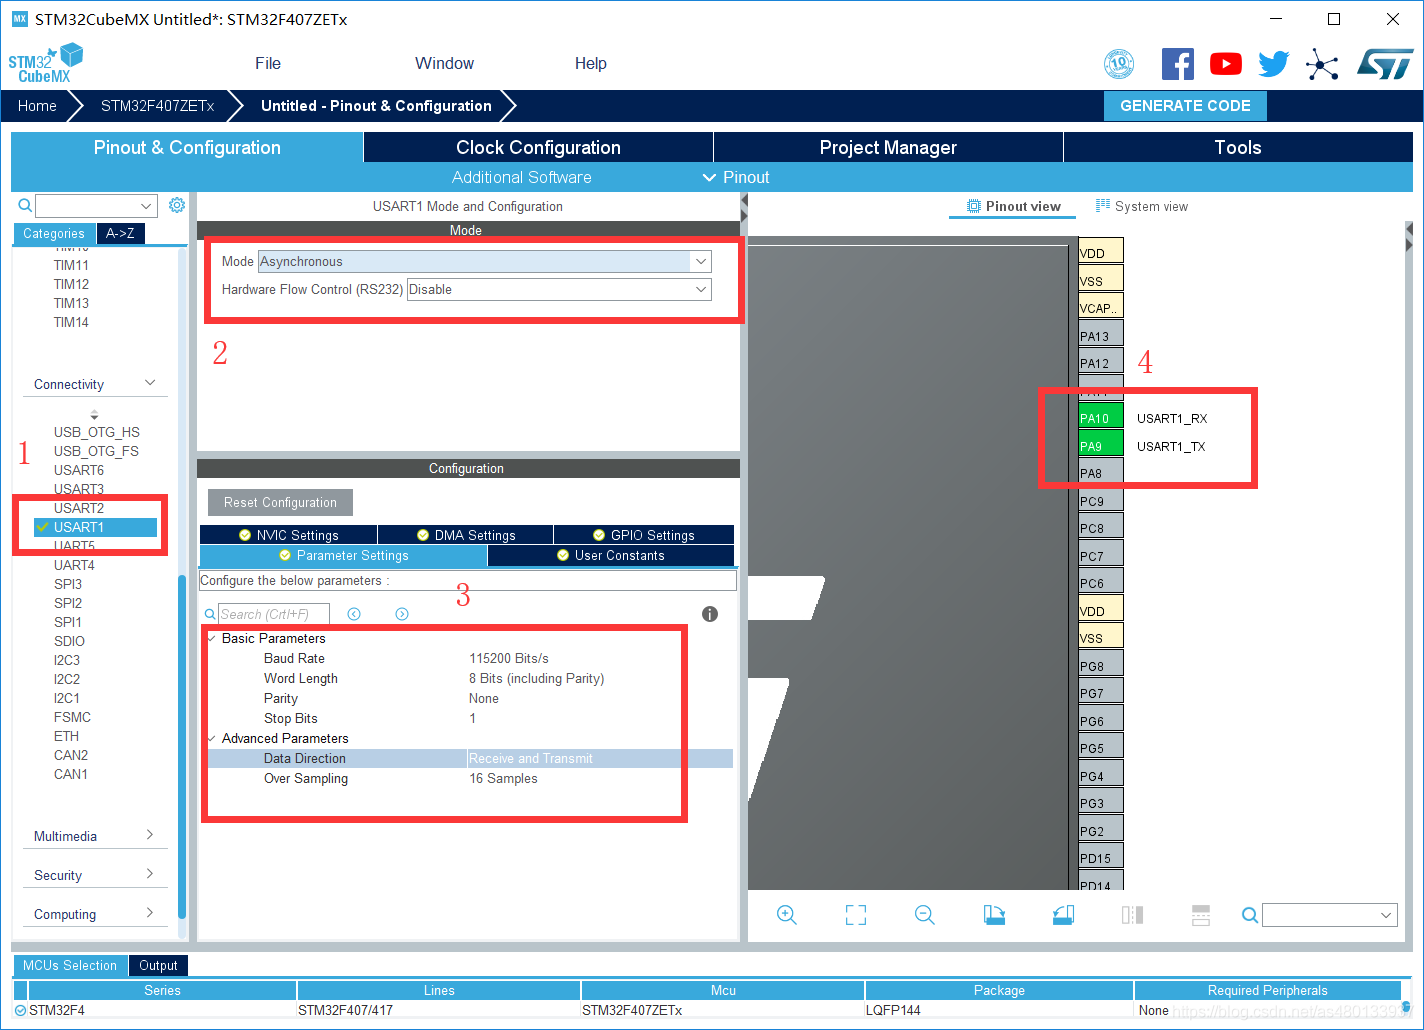 MX STM32CubeMX Untitled*: STM32F407ZETx
STM32
CubeMX
File
Window
Help
10
Home
STM32F407ZETx
Untitled - Pinout & Configuration
GENERATE CODE
Pinout & Configuration
Clock Configuration
Project Manager
Tools
Additional Software
Pinout
Categories
A->Z
TIM10
TIM11
TIM12
TIM13
TIM14
Connectivity
1
USB_OTG_HS
USB_OTG_FS
USART6
USART3
USART2
USART1
UART5
UART4
SPI3
SPI2
SPI1
SDIO
I2C3
I2C2
I2C1
FSMC
ETH
CAN2
CAN1
Multimedia
Security
Computing
USART1 Mode and Configuration
Mode
Mode Asynchronous
Hardware Flow Control (RS232) Disable
2
Configuration
Reset Configuration
NVIC Settings
DMA Settings
GPIO Settings
Parameter Settings
User Constants
Configure the below parameters :
3
Search (Crtl+F)
Basic Parameters
Baud Rate 115200 Bits/s
Word Length 8 Bits (including Parity)
Parity None
Stop Bits 1
Advanced Parameters
Data Direction Receive and Transmit
Over Sampling 16 Samples
Pinout view
System view
VDD
VSS
VCAP..
PA13
PA12
4
PA11
PA10 USART1_RX
PA9 USART1_TX
PA8
PC9
PC8
PC7
PC6
VDD
VSS
PG8
PG7
PG6
PG5
PG4
PG3
PG2
PD15
PD14
MCUs Selection
Output
Series Lines Mcu Package Required Peripherals
STM32F4 STM32F407/417 STM32F407ZETx LQFP144 None